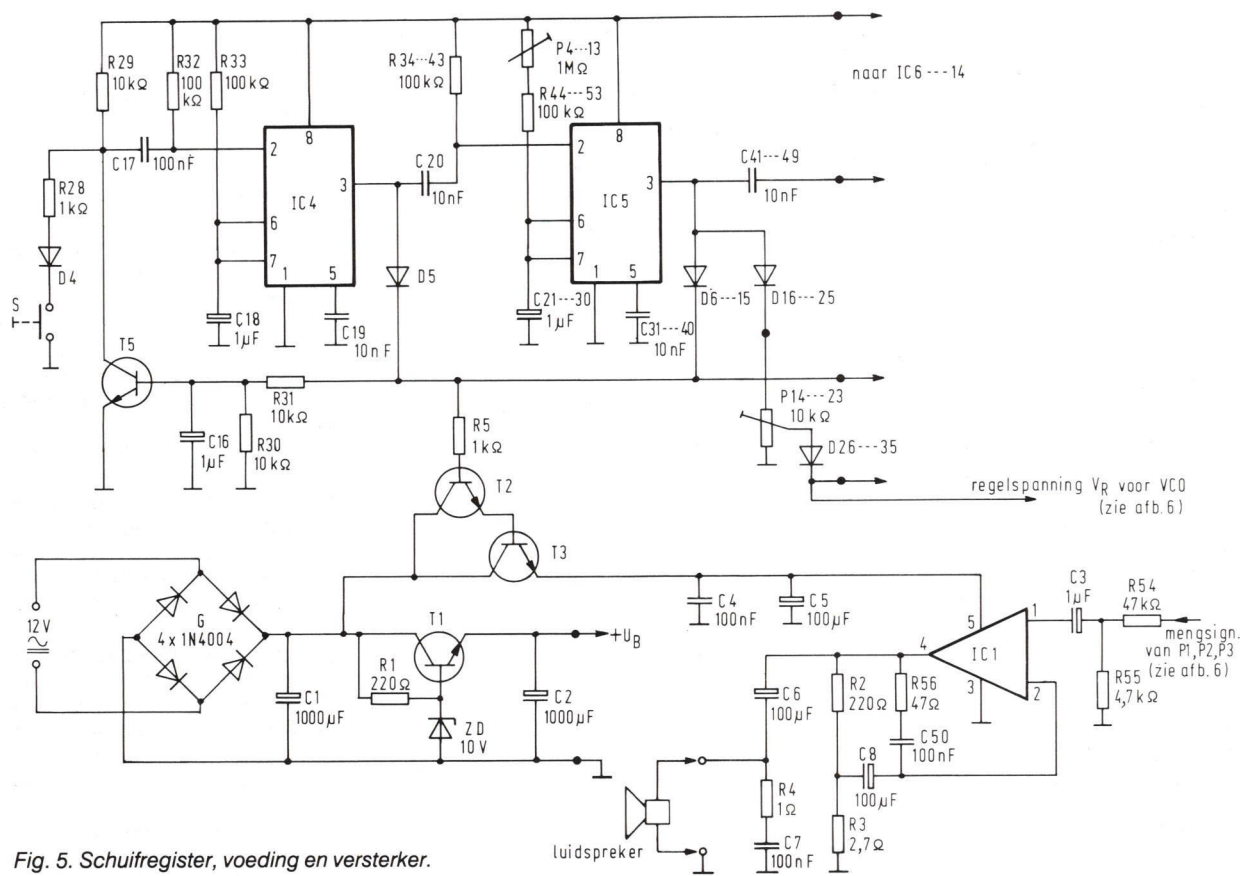 R29
10kΩ
R32
100
kΩ
R33
100kΩ
R34---43
100kΩ
P4---13
1MΩ
R44---53
100kΩ
naar IC6---14
C17
100nF
R28
1kΩ
D4
S
2
8
3
IC4
6
7
1
5
C20
10nF
D5
C18
1μF
C19
10nF
2
8
3
IC5
6
7
1
5
C41---49
10nF
D6---15
D16---25
C21---30
1μF
C31---40
10nF
T5
R31
10kΩ
C16
1μF
R30
10kΩ
R5
1kΩ
P14---23
10kΩ
D26---35
regelspanning VR voor VCO
(zie afb.6)
T2
T3
12V
G
4x1N4004
C1
1000μF
R1
220Ω
T1
ZD
10V
C2
1000μF
+UB
C4
100nF
C5
100μF
C3
1μF
R54
47kΩ
mengsign.
van P1,P2,P3
(zie afb.6)
R55
4,7kΩ
5
1
IC1
4
3
2
C6
100μF
R2
220Ω
R56
47Ω
C50
100nF
C8
100μF
R4
1Ω
C7
100nF
R3
2,7Ω
luidspreker
Fig. 5. Schuifregister, voeding en versterker.